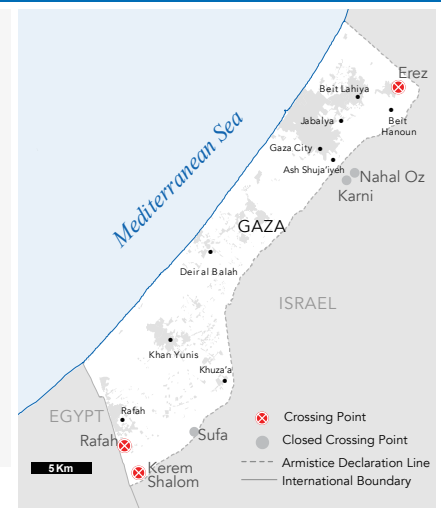 Erez
Beit Lahiya
Jabalya
Beit
Hanoun
Gaza City
Ash Shuja'iyeh
Nahal Oz
Karni
Mediterranean Sea
GAZA
Deir al Balah
ISRAEL
Khan Yunis
Khuza'a
EGYPT
Rafah
Rafah
Sufa
Kerem
Shalom
5 Km
Crossing Point
Closed Crossing Point
Armistice Declaration Line
International Boundary